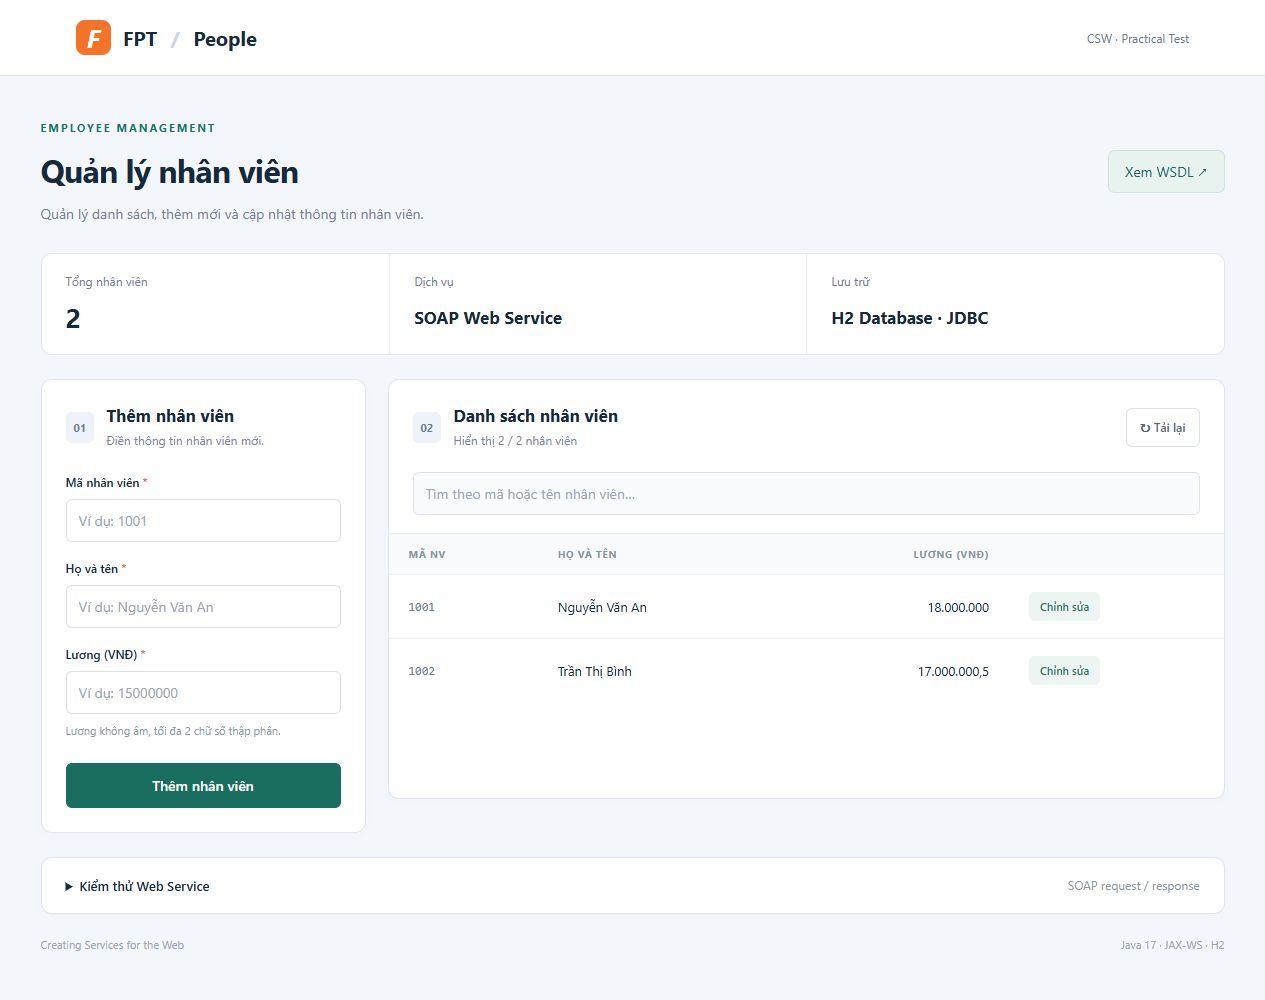 F FPT / People
CSW · Practical Test
EMPLOYEE MANAGEMENT
Quản lý nhân viên
Xem WSDL ↗
Quản lý danh sách, thêm mới và cập nhật thông tin nhân viên.
Tổng nhân viên
2
Dịch vụ
SOAP Web Service
Lưu trữ
H2 Database · JDBC
01
Thêm nhân viên
Điền thông tin nhân viên mới.
Mã nhân viên *
Ví dụ: 1001
Họ và tên *
Ví dụ: Nguyễn Văn An
Lương (VNĐ) *
Ví dụ: 15000000
Lương không âm, tối đa 2 chữ số thập phân.
Thêm nhân viên
02
Danh sách nhân viên
Hiển thị 2 / 2 nhân viên
↻ Tải lại
Tìm theo mã hoặc tên nhân viên...
MÃ NV HỌ VÀ TÊN LƯƠNG (VNĐ)
1001 Nguyễn Văn An 18.000.000 Chỉnh sửa
1002 Trần Thị Bình 17.000.000,5 Chỉnh sửa
▶ Kiểm thử Web Service
SOAP request / response
Creating Services for the Web
Java 17 · JAX-WS · H2